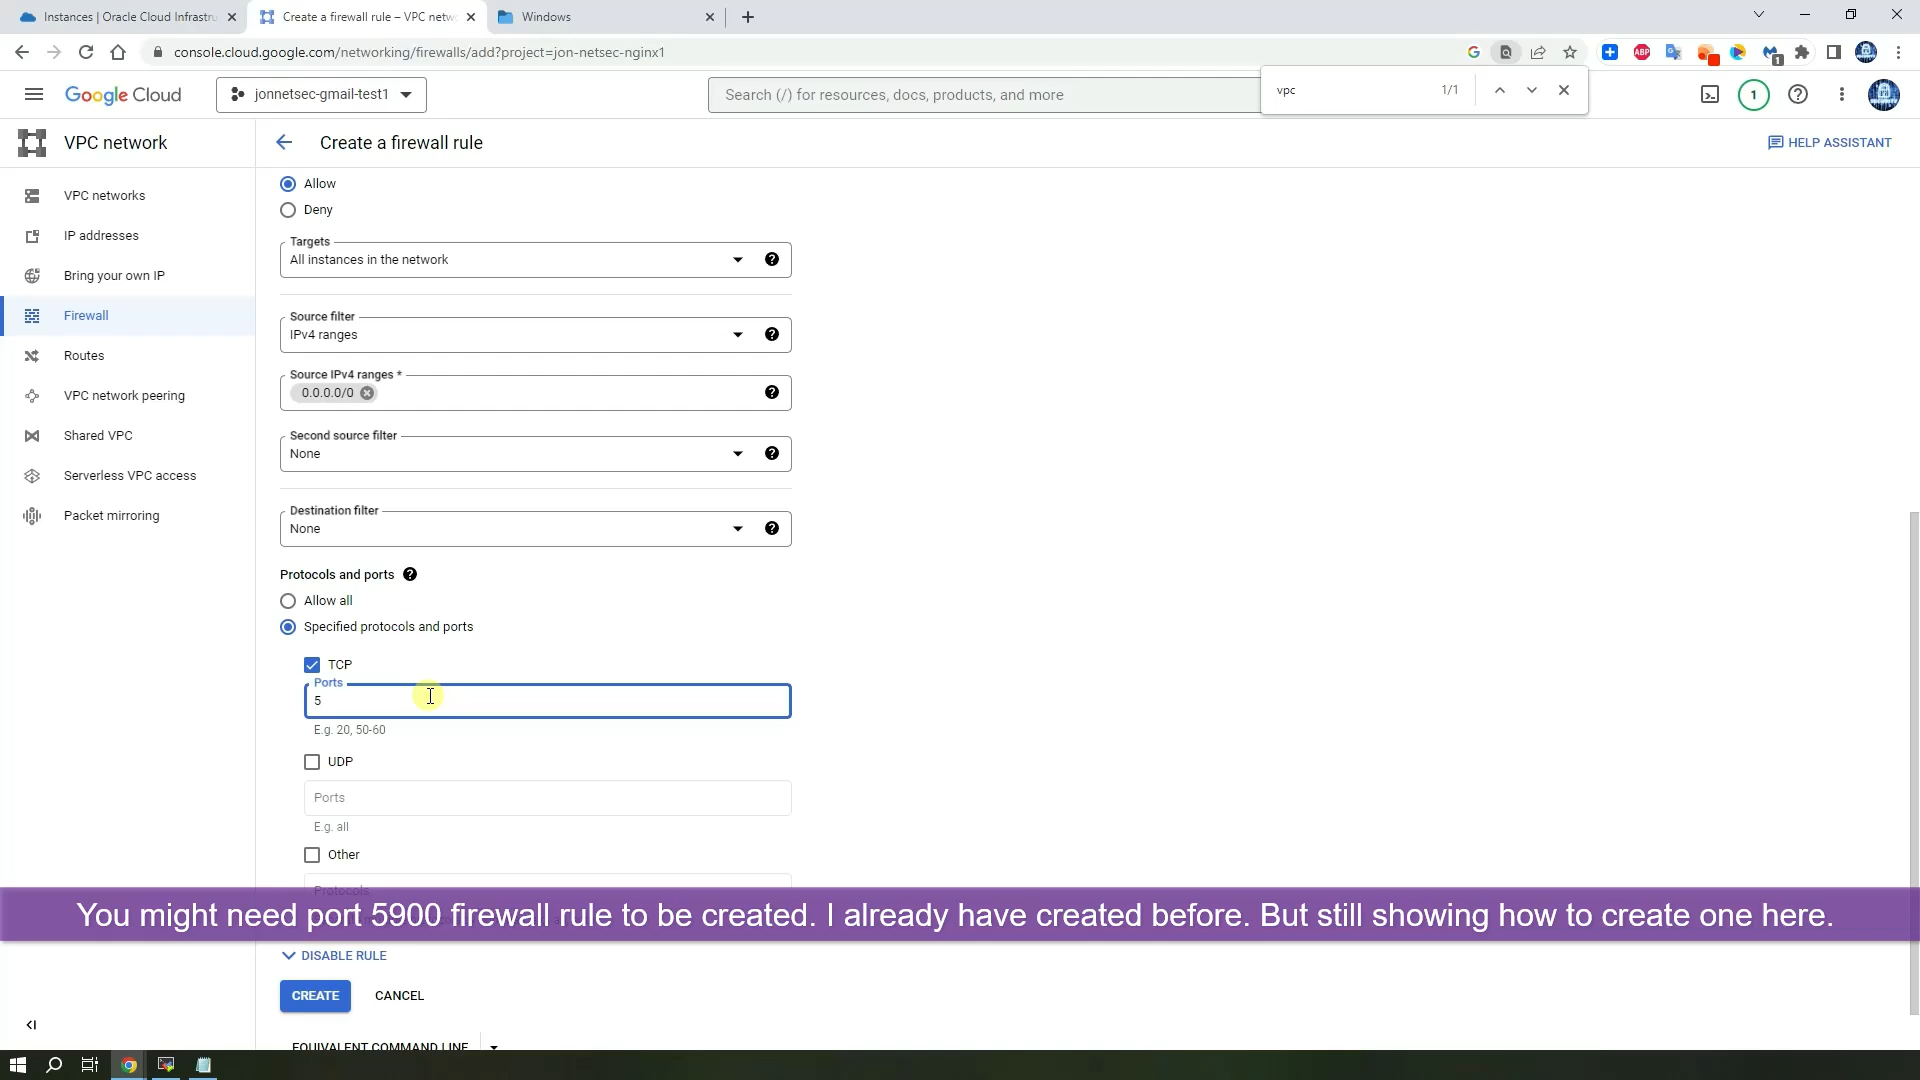 Instances | Oracle Cloud Infrastru
Create a firewall rule – VPC netwo
Windows
console.cloud.google.com/networking/firewalls/add?project=jon-netsec-nginx1
vpc
1/1
Google Cloud
jonnetsec-gmail-test1
Search (/) for resources, docs, products, and more
1
VPC network
Create a firewall rule
HELP ASSISTANT
VPC networks
IP addresses
Bring your own IP
Firewall
Routes
VPC network peering
Shared VPC
Serverless VPC access
Packet mirroring
Allow
Deny
Targets
All instances in the network
Source filter
IPv4 ranges
Source IPv4 ranges *
0.0.0.0/0
Second source filter
None
Destination filter
None
Protocols and ports
Allow all
Specified protocols and ports
TCP
Ports
5
E.g. 20, 50-60
UDP
Ports
E.g. all
Other
Protocols
You might need port 5900 firewall rule to be created. I already have created before. But still showing how to create one here.
DISABLE RULE
CREATE
CANCEL
EQUIVALENT COMMAND LINE